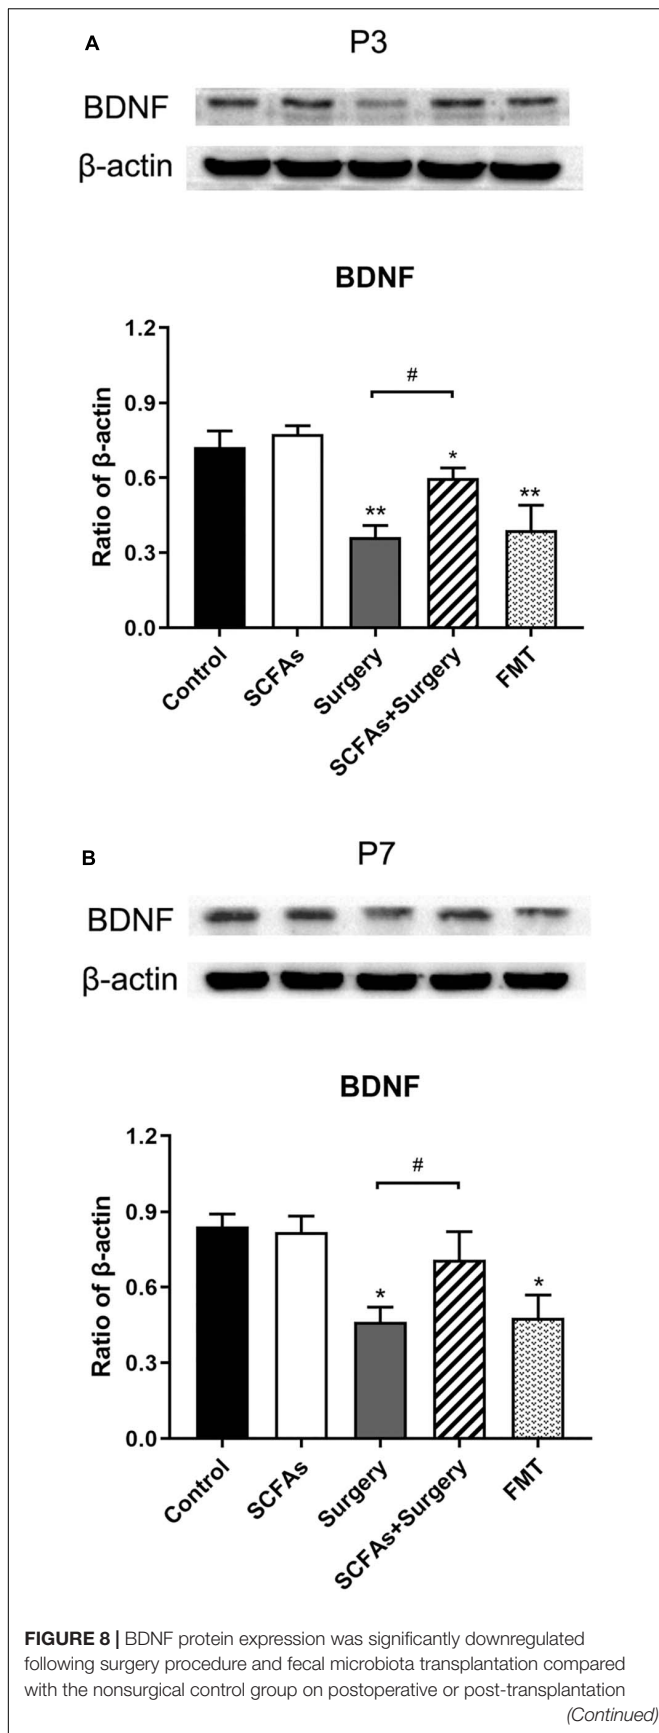 A
P3
BDNF
β-actin
BDNF
1.2
0.9
0.6
0.3
0.0
Ratio of β-actin
#
**
*
**
Control
SCFAs
Surgery
SCFAs+Surgery
FMT
B
P7
BDNF
β-actin
BDNF
1.2
0.9
0.6
0.3
0.0
Ratio of β-actin
#
*
*
Control
SCFAs
Surgery
SCFAs+Surgery
FMT
FIGURE 8 | BDNF protein expression was significantly downregulated
following surgery procedure and fecal microbiota transplantation compared
with the nonsurgical control group on postoperative or post-transplantation
(Continued)